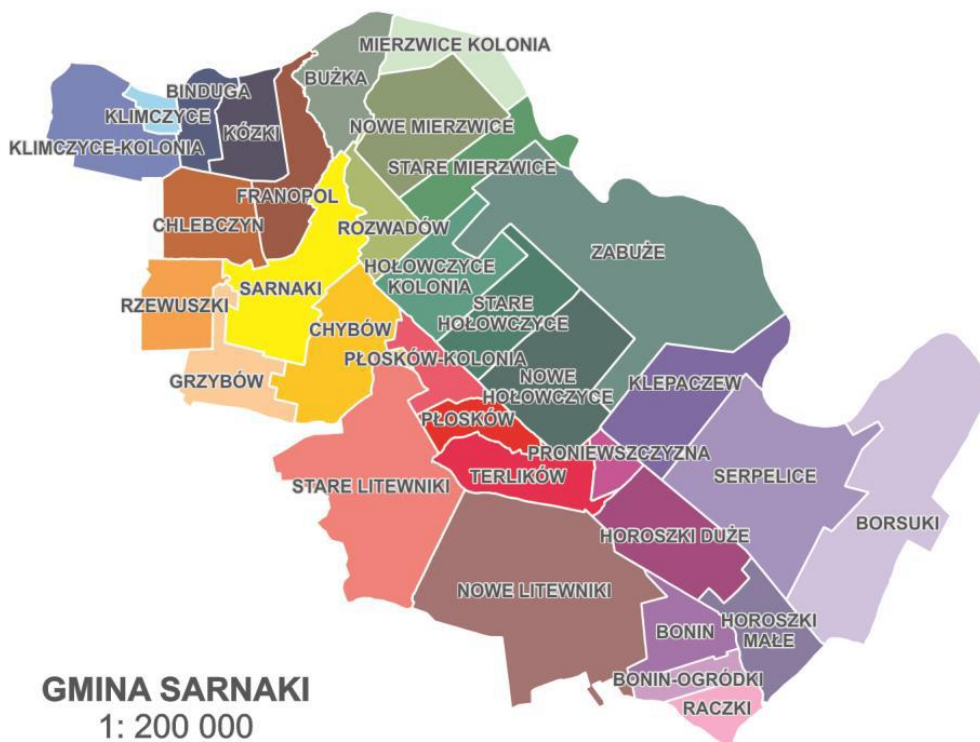 MIERZWICE KOLONIA
BUŻKA
BINDUGA
KLIMCZYCE
KÓZKI
NOWE MIERZWICE
KLIMCZYCE-KOLONIA
STARE MIERZWICE
FRANOPOL
CHLEBCZYN
ROZWADÓW
ZABUŻE
HOŁOWCZYCE
KOLONIA
SARNAKI
RZEWUSZKI
STARE
HOŁOWCZYCE
CHYBÓW
PŁOSKÓW-KOLONIA
GRZYBÓW
NOWE
HOŁOWCZYCE
KLEPACZEW
PŁOSKÓW
PRONIEWSZCZYZNA
TERLIKÓW
SERPELICE
STARE LITEWNIKI
BORSUKI
HOROSZKI DUŻE
NOWE LITEWNIKI
BONIN
HOROSZKI
MAŁE
BONIN-OGRÓDKI
RACZKI
GMINA SARNAKI
1: 200 000